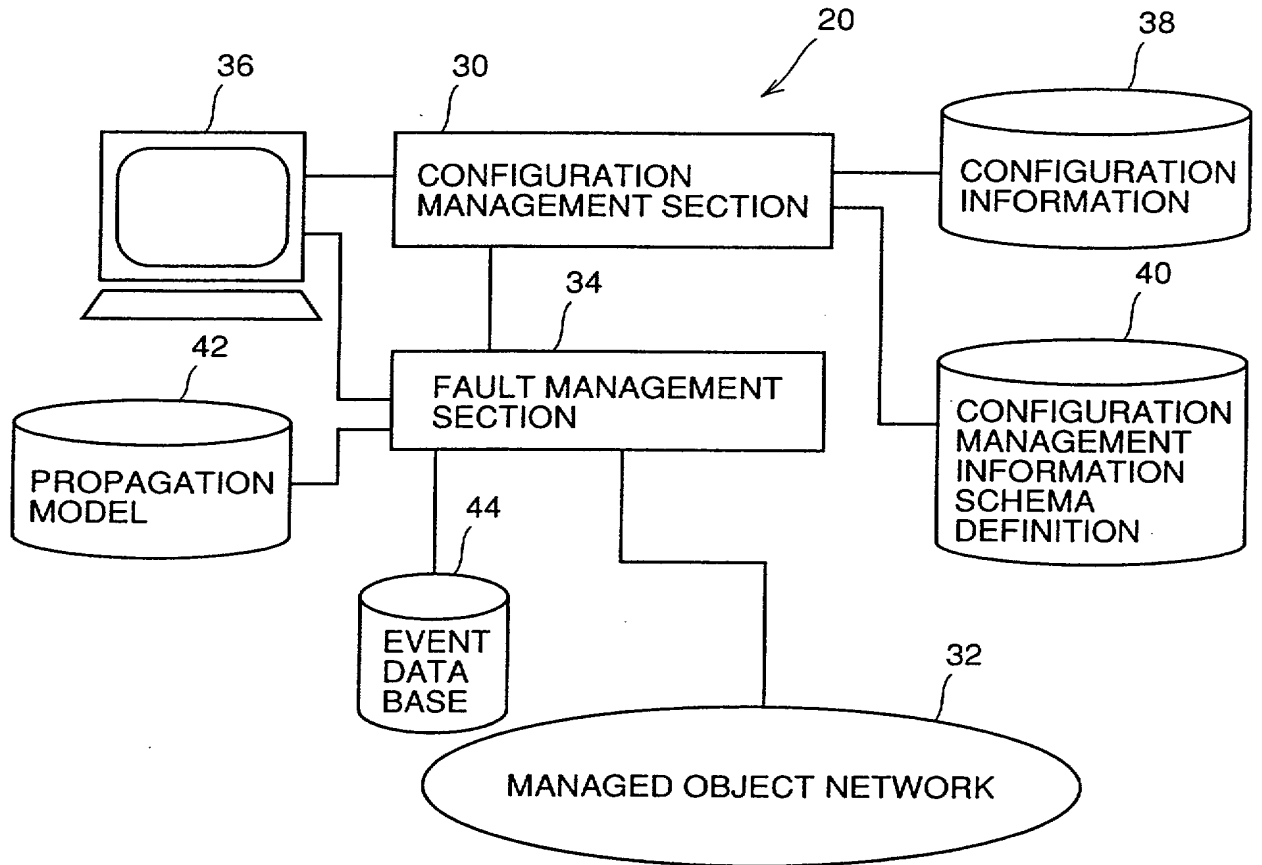 20
38
36
30
CONFIGURATION
MANAGEMENT SECTION
CONFIGURATION
INFORMATION
34
40
42
FAULT MANAGEMENT
SECTION
CONFIGURATION
MANAGEMENT
INFORMATION
SCHEMA
DEFINITION
PROPAGATION
MODEL
44
EVENT
DATA
BASE
32
MANAGED OBJECT NETWORK